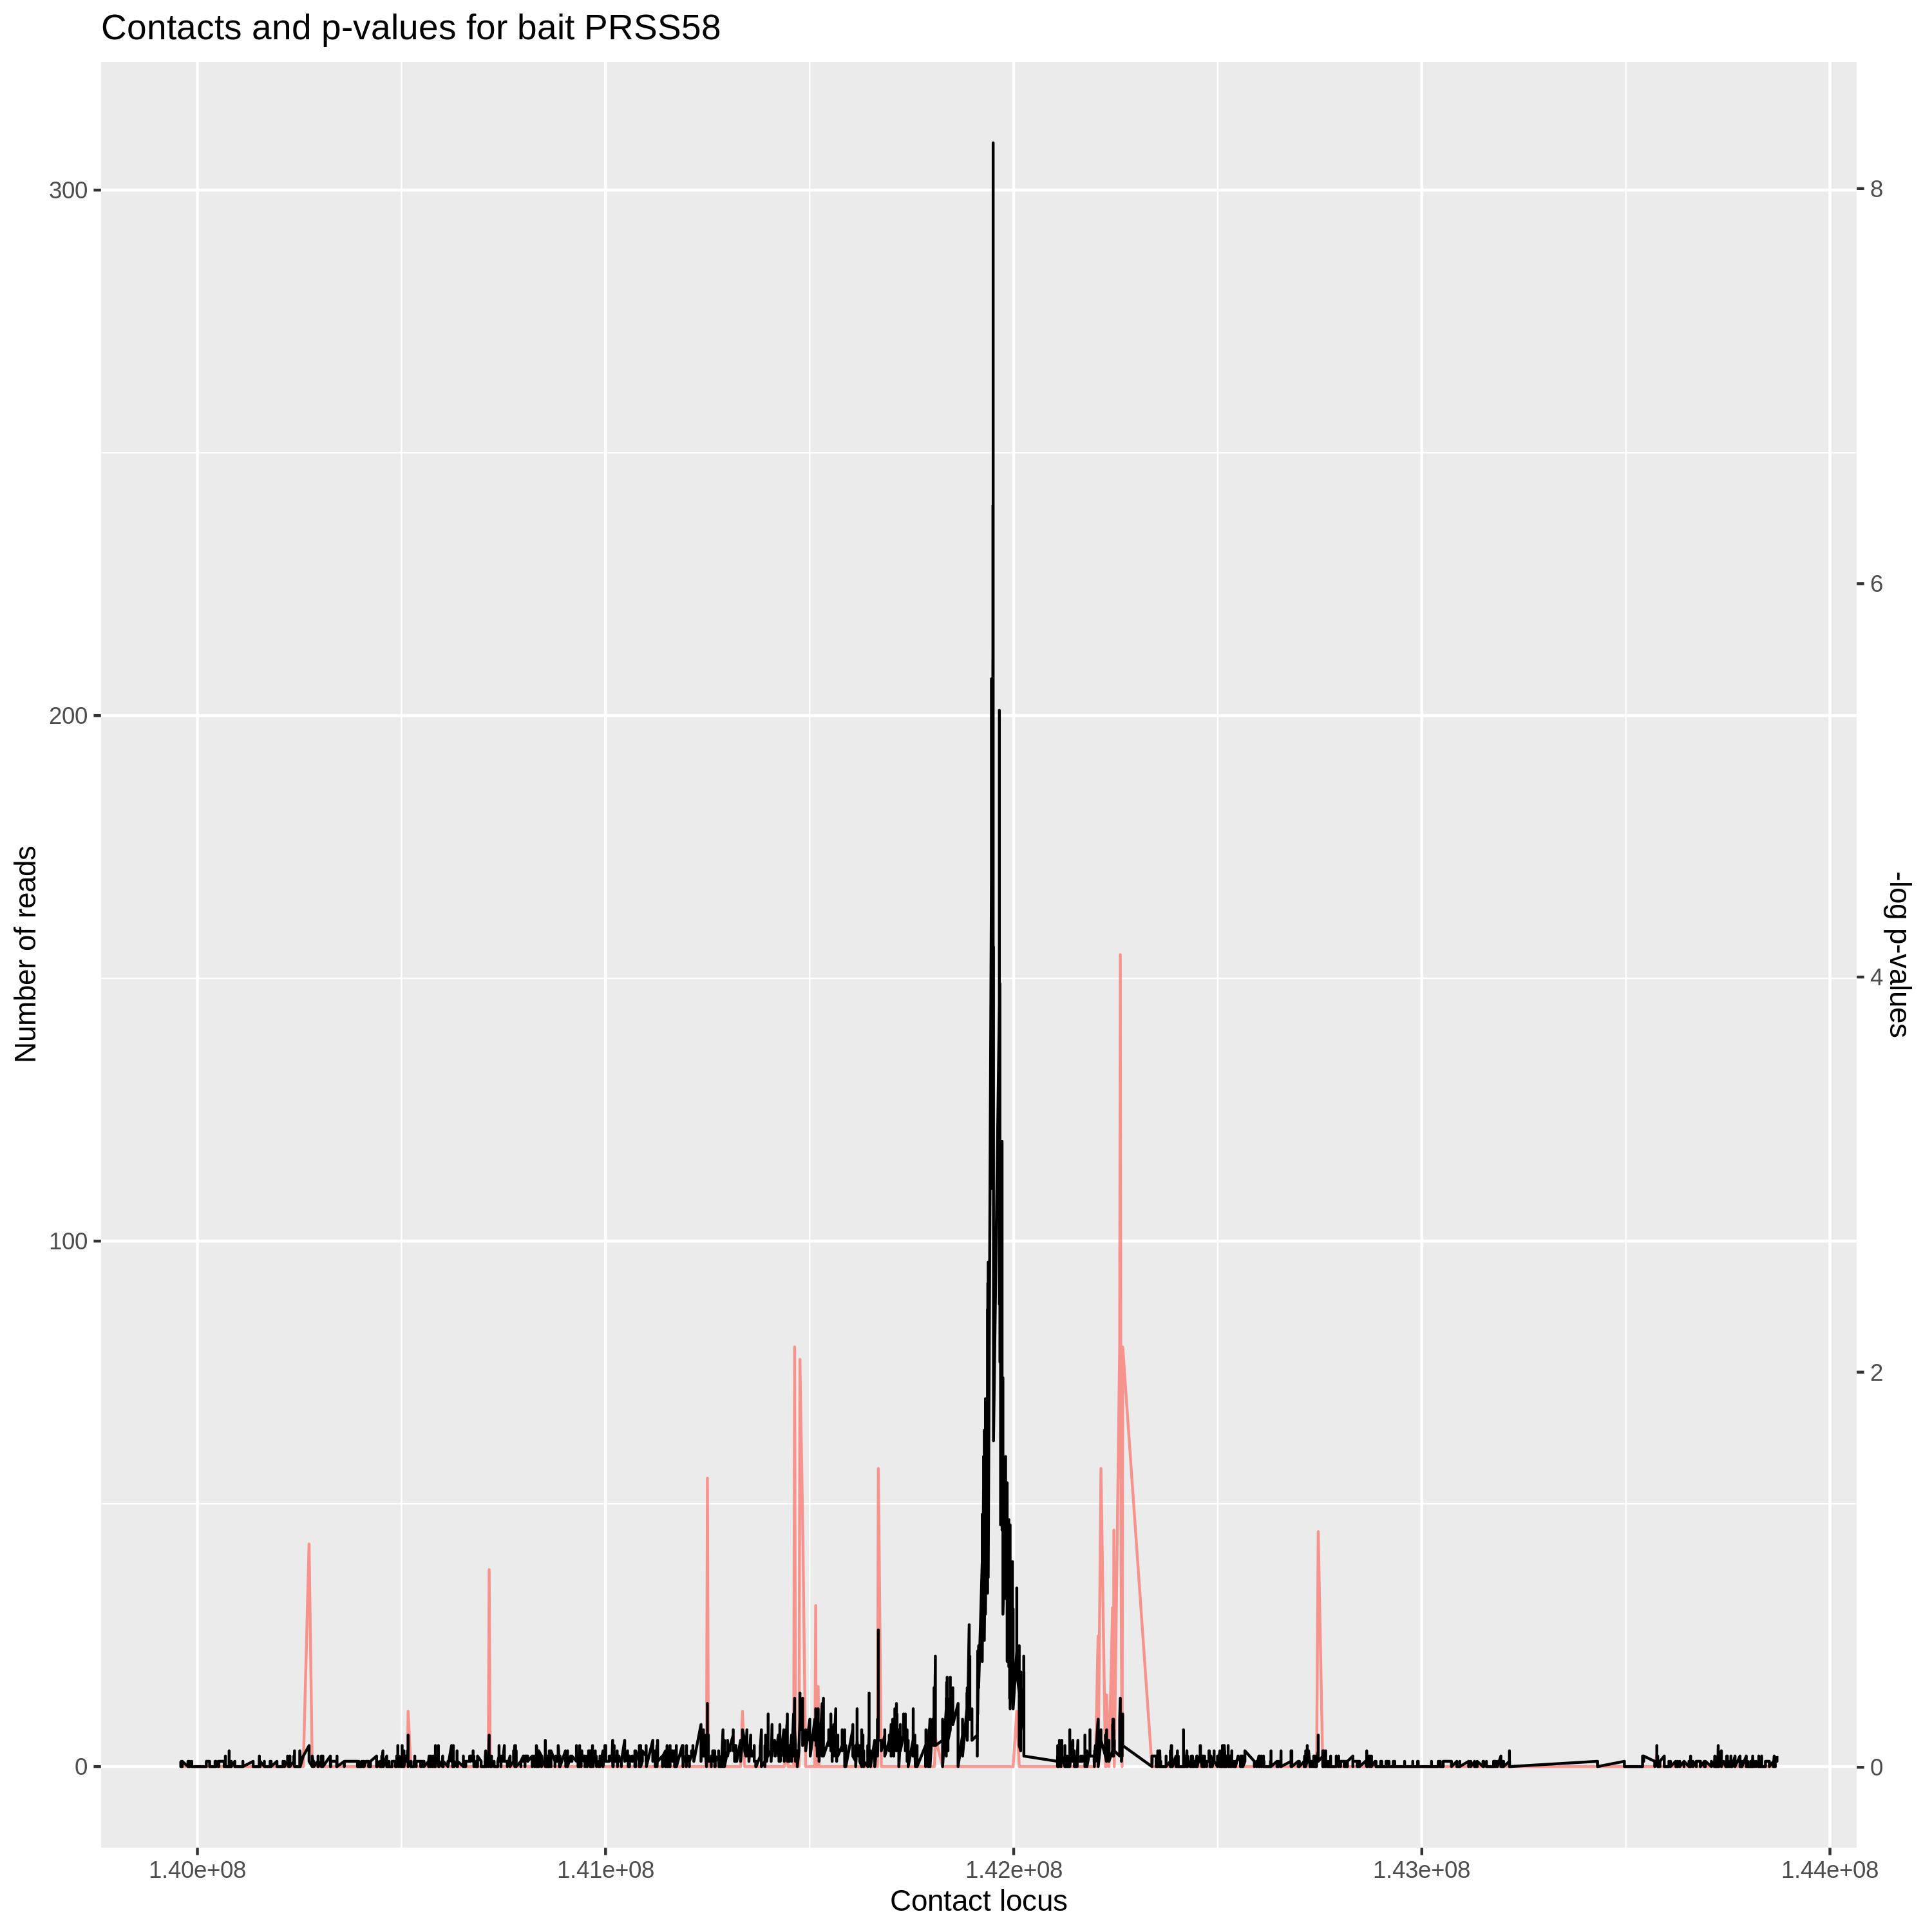 Contacts and p-values for bait PRSS58
300
200
100
0
Number of reads
8
6
4
2
0
-log p-values
1.40e+08 1.41e+08 1.42e+08 1.43e+08 1.44e+08
Contact locus